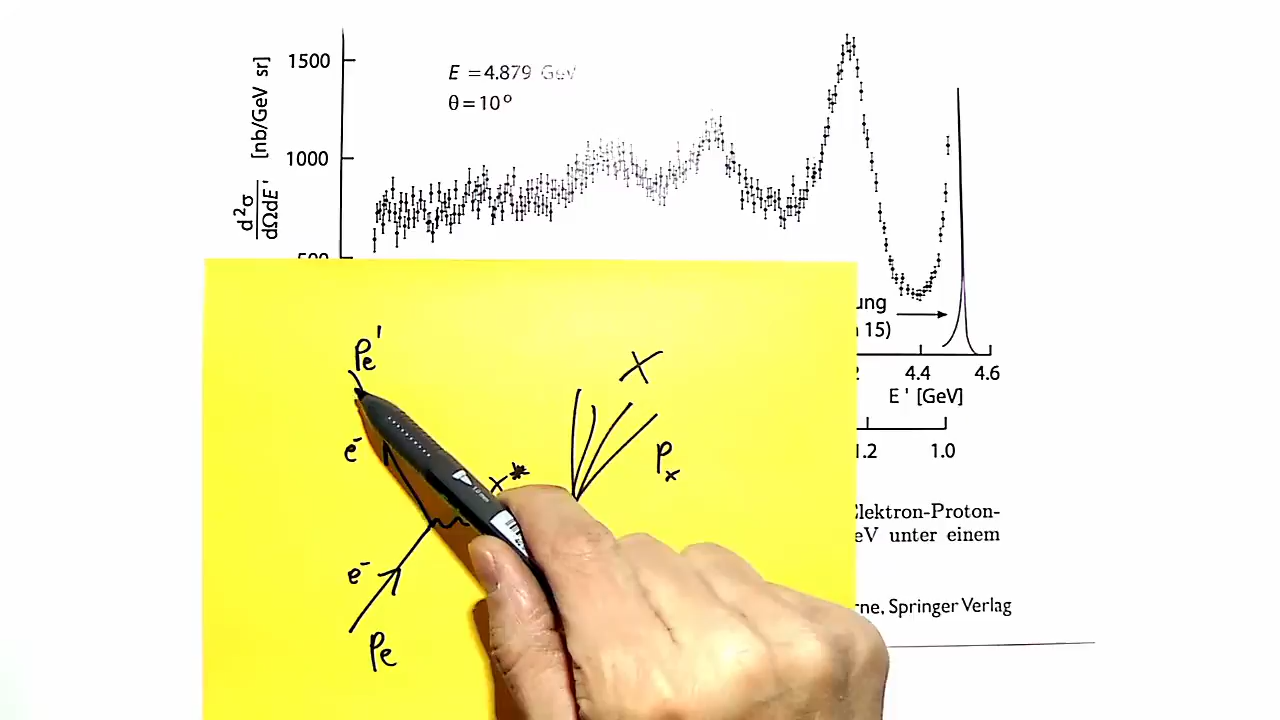 1500
E = 4.879 GeV
θ = 10°
1000
d²σ
dΩdE' [nb/GeV sr]
500
ung
n 15)
2 4.4 4.6
E' [GeV]
1.2 1.0
Elektron-Proton-
eV unter einem
rne, Springer Verlag
Pe'
X
e⁻
Px
γ*
e⁻
Pe